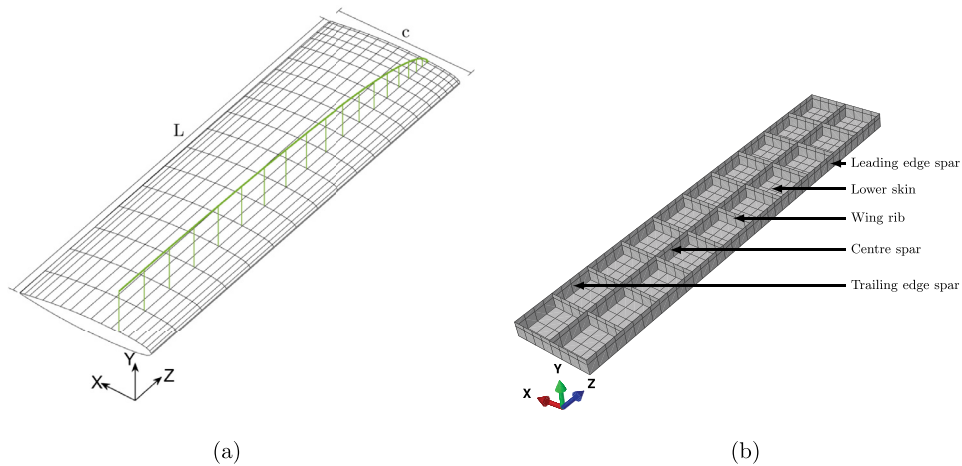 c
L
Y
X
Z
(a)
Leading edge spar
Lower skin
Wing rib
Centre spar
Trailing edge spar
Y
Z
X
(b)